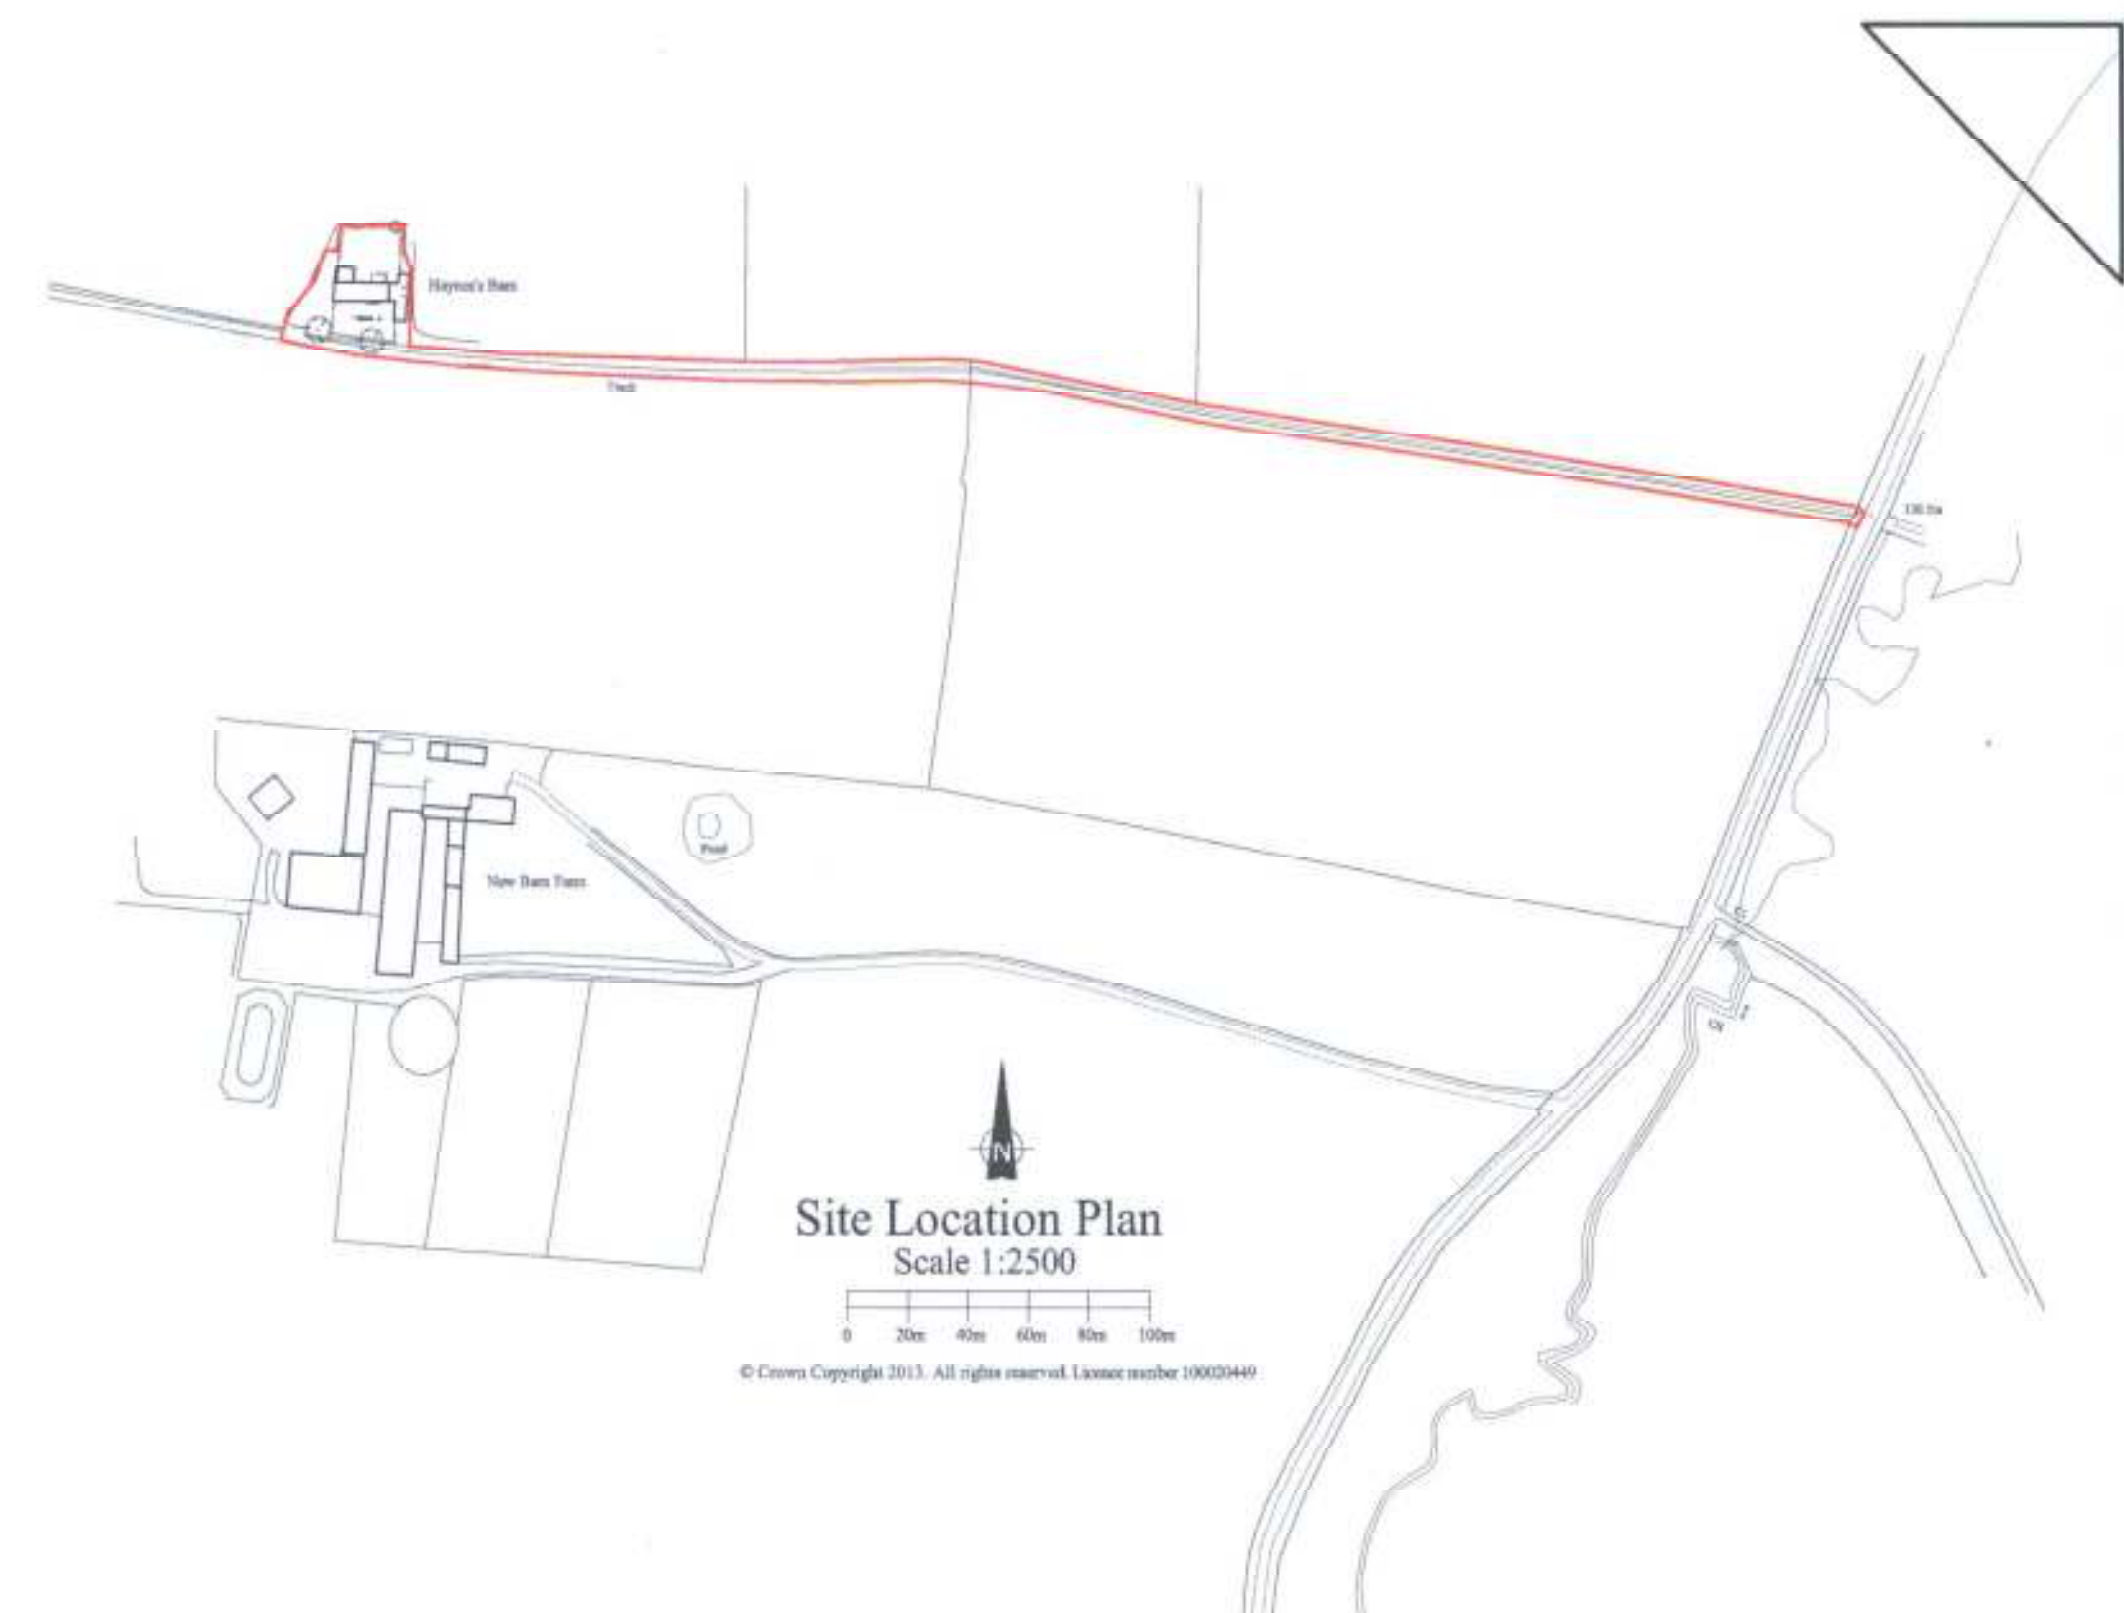 Barn
Track
Pond
New Barn Farm
N
Site Location Plan
Scale 1:2500
0 20m 40m 60m 80m 100m
© Crown Copyright 2013. All rights reserved. Licence number 100020449